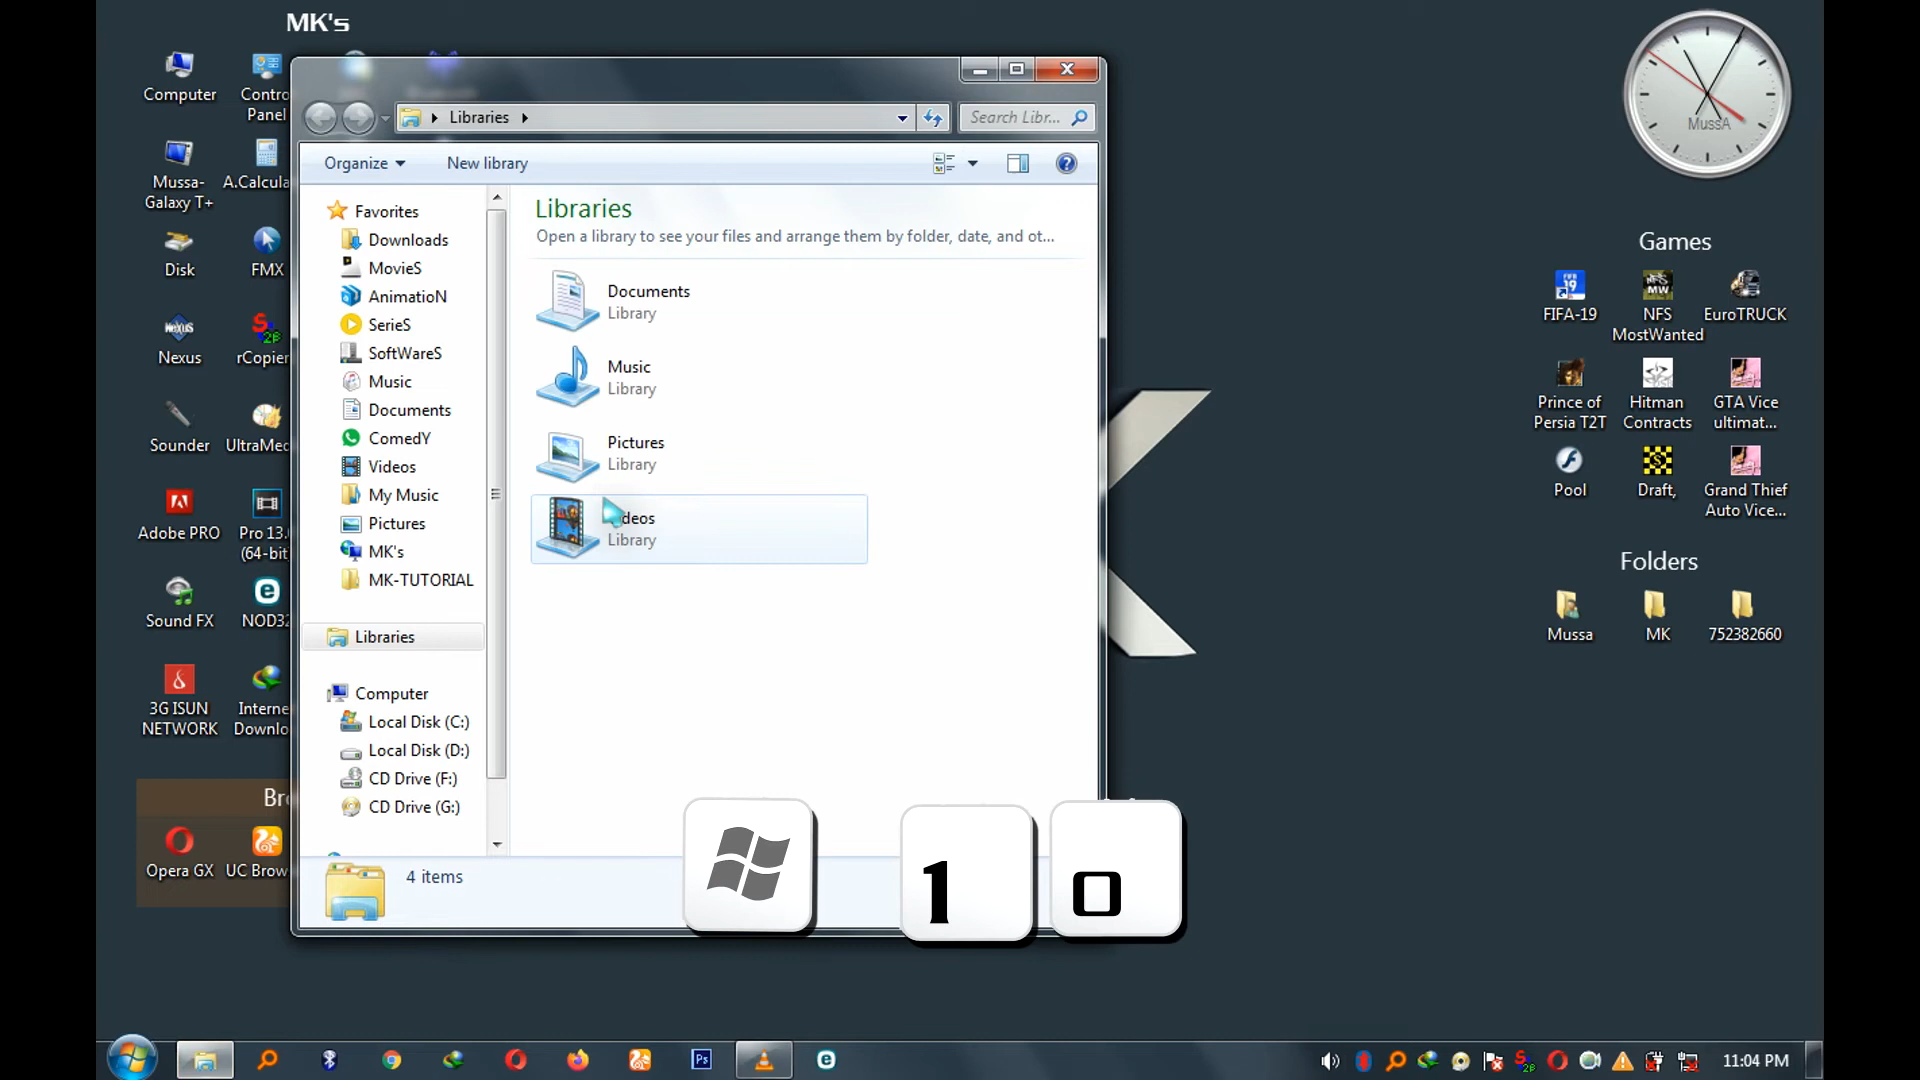 MK's
Computer
Contro
Panel
Mussa-
Galaxy T+
A.Calcula
Disk
FMX
Nexus
rCopier
Sounder
UltraMec
Adobe PRO
Pro 13.
(64-bit
Sound FX
NOD32
3G ISUN
NETWORK
Interne
Downlo
Bro
Opera GX
UC Brow
Libraries
Search Libr...
Organize
New library
Favorites
Downloads
MovieS
AnimatioN
SerieS
SoftWareS
Music
Documents
ComedY
Videos
My Music
Pictures
MK's
MK-TUTORIAL
Libraries
Computer
Local Disk (C:)
Local Disk (D:)
CD Drive (F:)
CD Drive (G:)
Libraries
Open a library to see your files and arrange them by folder, date, and ot...
Documents
Library
Music
Library
Pictures
Library
deos
Library
4 items
1
0
MussA
Games
FIFA-19
NFS
MostWanted
EuroTRUCK
Prince of
Persia T2T
Hitman
Contracts
GTA Vice
ultimat...
Pool
Draft,
Grand Thief
Auto Vice...
Folders
Mussa
MK
752382660
11:04 PM